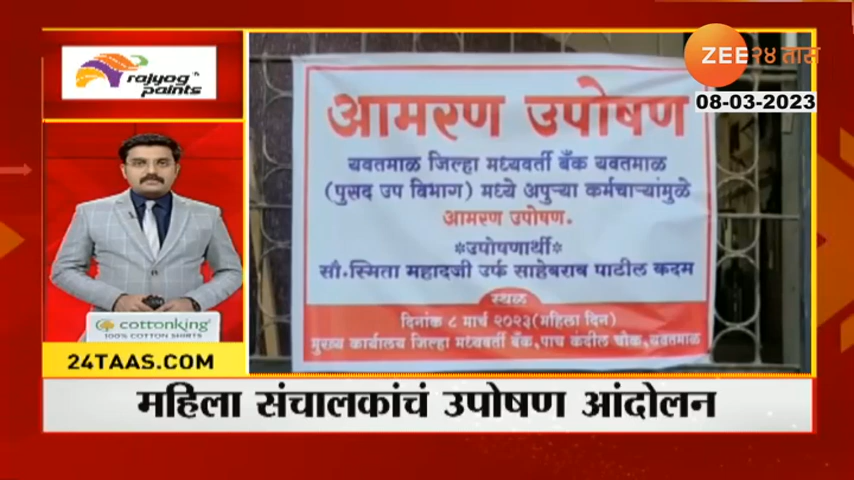 rajyog
paints
ZEE २४ तास
08-03-2023
आमरण उपोषण
यवतमाळ जिल्हा मध्यवर्ती बँक यवतमाळ
(पुसद उप विभाग) मध्ये अपुऱ्या कर्मचाऱ्यांमुळे
आमरण उपोषण.
*उपोषणार्थी*
सौ.स्मिता महादजी उर्फ साहेबराब पाटील कदम
स्थळ
दिनांक ८ मार्च २०२३(महिला दिन)
मुख्य कार्यालय जिल्हा मध्यवर्ती बँक,पाच कंदील चौक,यवतमाळ
cottonking
100% COTTON SHIRTS
24TAAS.COM
महिला संचालकांचं उपोषण आंदोलन